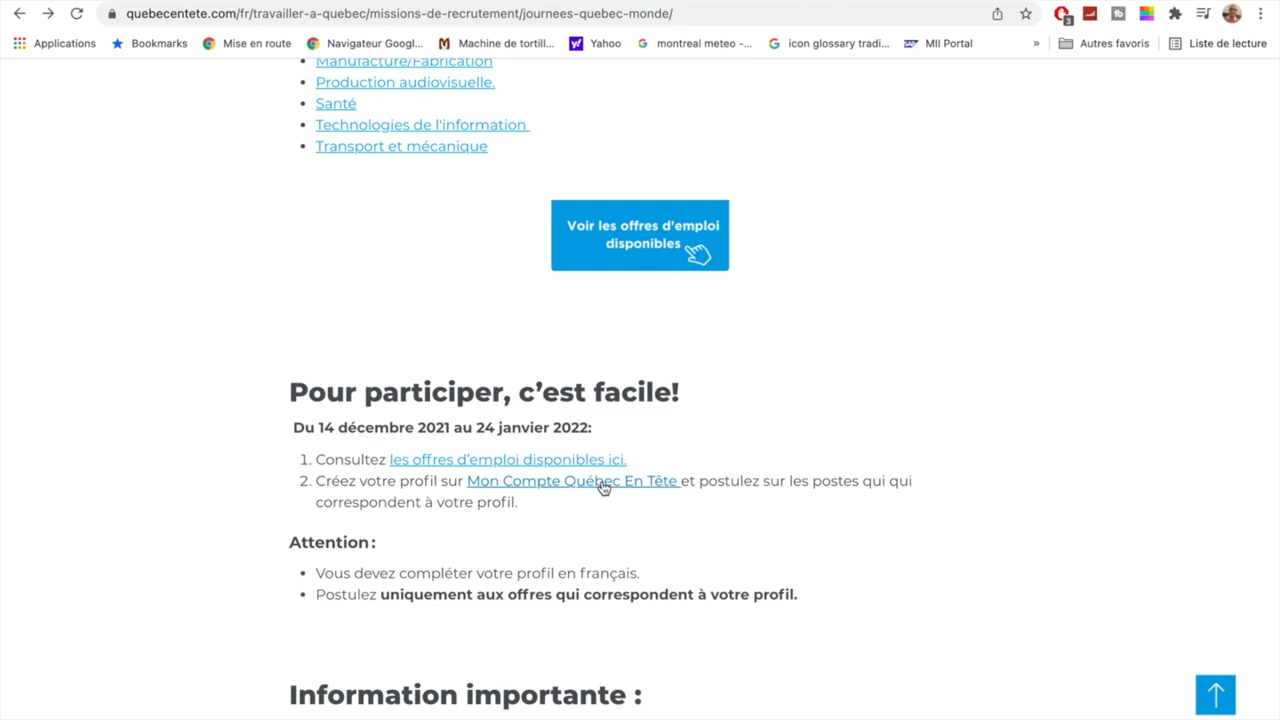 quebecentete.com/fr/travailler-a-quebec/missions-de-recrutement/journees-quebec-monde/
3
Applications Bookmarks Mise en route Navigateur Googl... Machine de tortill... Yahoo montreal meteo -... icon glossary tradi... MII Portal » Autres favoris Liste de lecture
• Manufacture/Fabrication
• Production audiovisuelle.
• Santé
• Technologies de l'information
• Transport et mécanique
Voir les offres d'emploi
disponibles
Pour participer, c'est facile!
Du 14 décembre 2021 au 24 janvier 2022:
1. Consultez les offres d'emploi disponibles ici.
2. Créez votre profil sur Mon Compte Québec En Tête et postulez sur les postes qui qui
correspondent à votre profil.
Attention :
• Vous devez compléter votre profil en français.
• Postulez uniquement aux offres qui correspondent à votre profil.
Information importante :